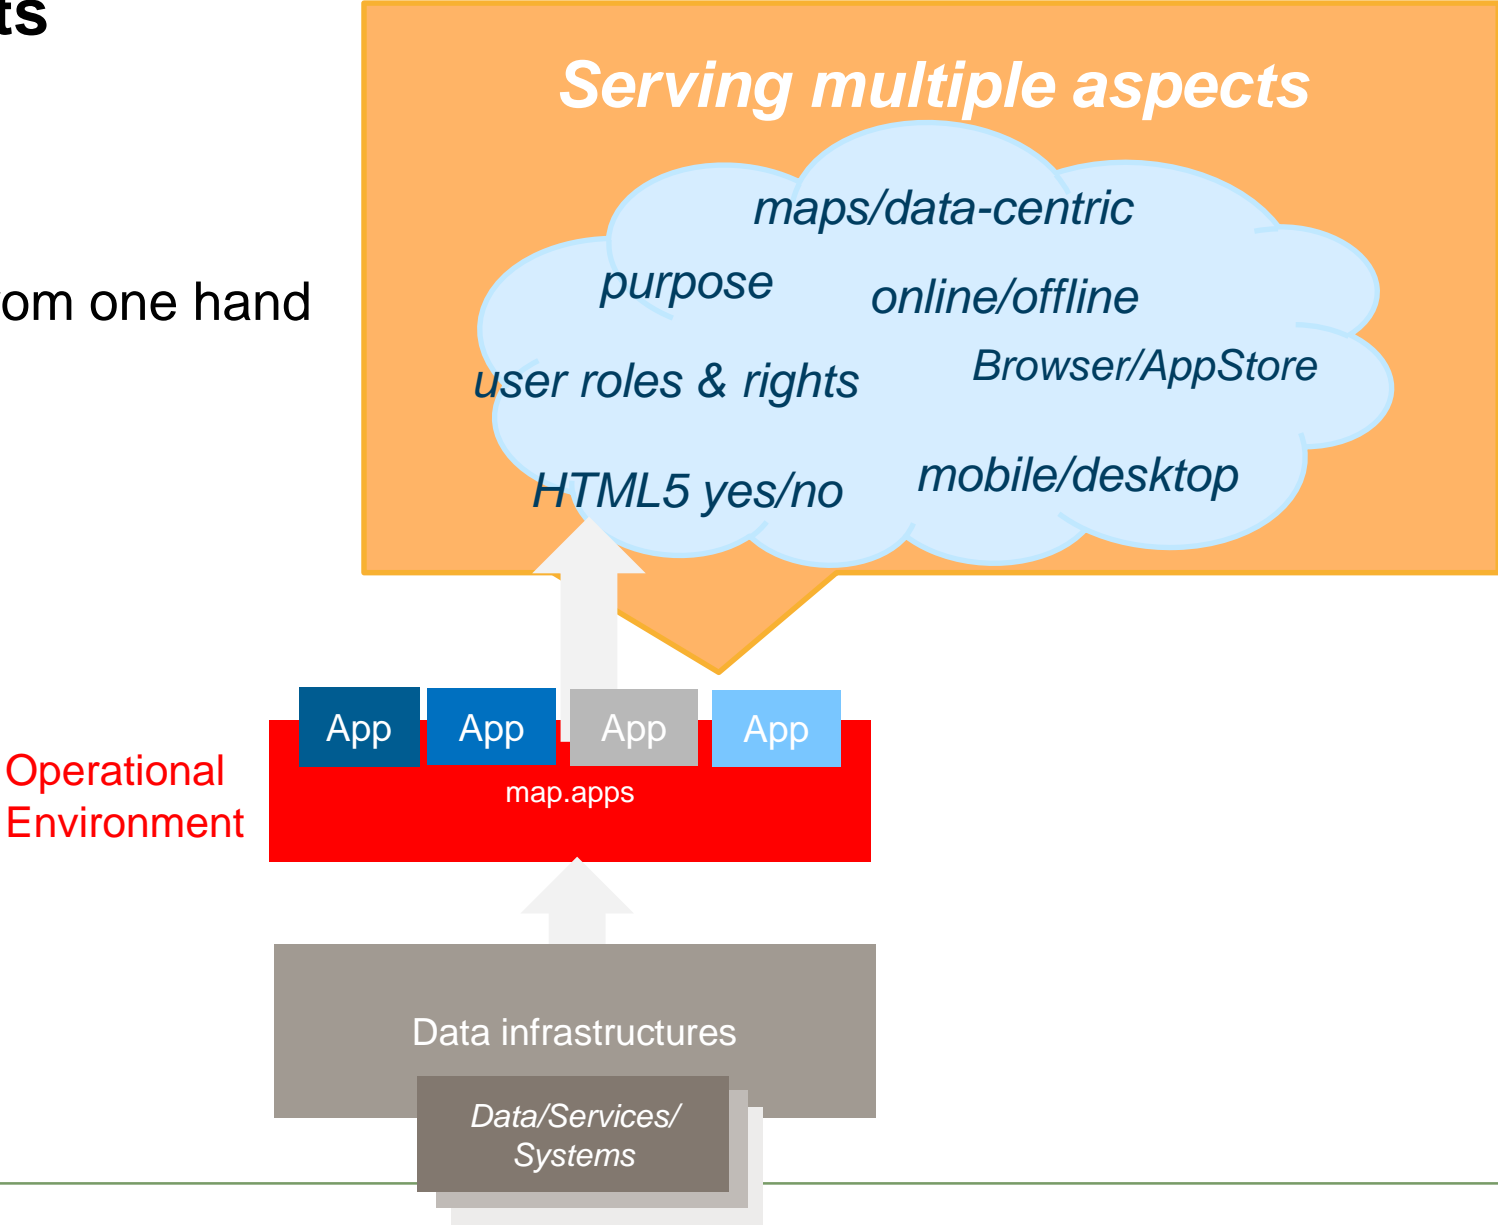 ts
Serving multiple aspects
maps/data-centric
purpose
online/offline
om one hand
Browser/AppStore
user roles & rights
mobile/desktop
HTML5 yes/no
App App App App
Operational
Environment
map.apps
Data infrastructures
Data/Services/
Systems